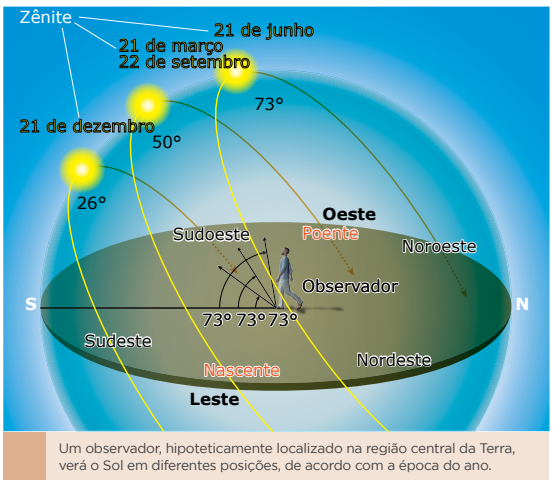 Zênite
21 de junho
21 de março
22 de setembro
73°
21 de dezembro
50°
26°
Oeste
Sudoeste
Poente
Noroeste
Observador
S
N
73° 73° 73°
Sudeste
Nascente
Nordeste
Leste
Um observador, hipoteticamente localizado na região central da Terra,
verá o Sol em diferentes posições, de acordo com a época do ano.